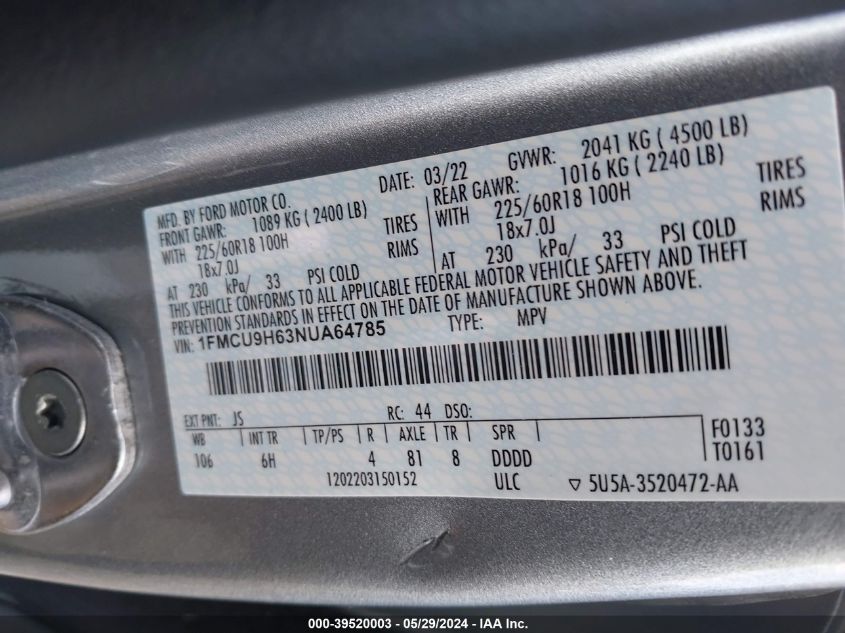 MFD. BY FORD MOTOR CO. DATE: 03/22 GVWR: 2041 KG ( 4500 LB)
FRONT GAWR: 1089 KG ( 2400 LB) REAR GAWR: 1016 KG ( 2240 LB)
WITH 225/60R18 100H TIRES WITH 225/60R18 100H TIRES
18x7.0J RIMS 18x7.0J RIMS
AT 230 kPa/ 33 PSI COLD AT 230 kPa/ 33 PSI COLD
THIS VEHICLE CONFORMS TO ALL APPLICABLE FEDERAL MOTOR VEHICLE SAFETY AND THEFT
PREVENTION STANDARDS IN EFFECT ON THE DATE OF MANUFACTURE SHOWN ABOVE.
VIN: 1FMCU9H63NUA64785 TYPE: MPV
EXT PNT: JS RC: 44 DSO:
WB INT TR TP/PS R AXLE TR SPR F0133
106 6H 4 81 8 DDDD T0161
1202203150152 ULC ▽ 5U5A-3520472-AA
000-39520003 - 05/29/2024 - IAA Inc.